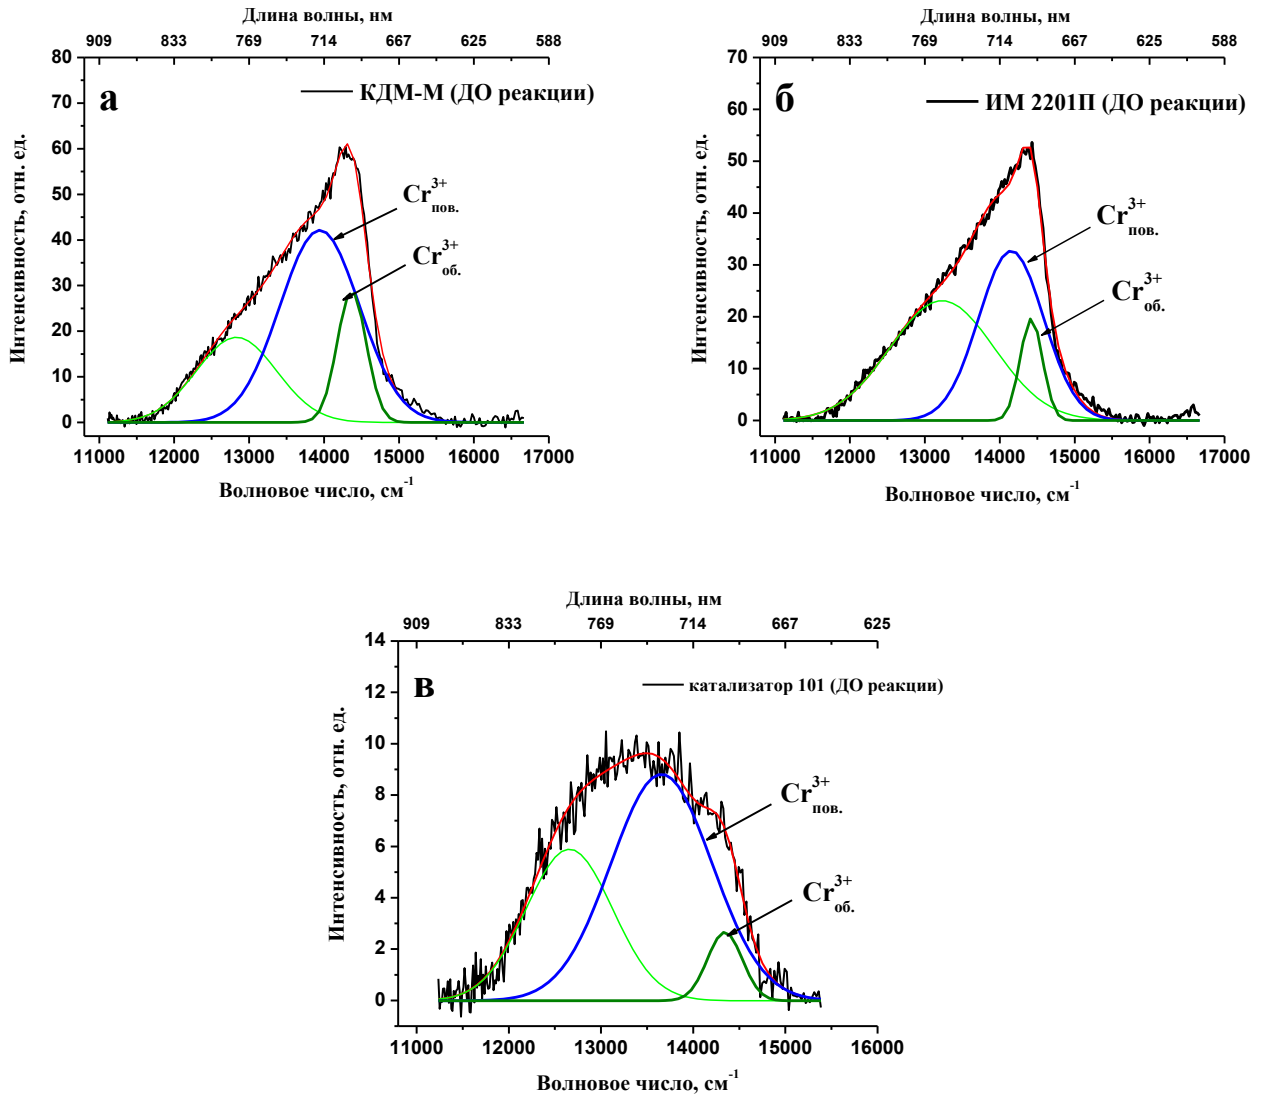 Длина волны, нм
909 833 769 714 667 625 588
80
70
60
50
40
30
20
10
0
Интенсивность, отн. ед.
а
КДМ-М (ДО реакции)
Cr³⁺пов.
Cr³⁺об.
11000 12000 13000 14000 15000 16000 17000
Волновое число, см⁻¹
Длина волны, нм
909 833 769 714 667 625 588
70
60
50
40
30
20
10
0
Интенсивность, отн. ед.
б
ИМ 2201П (ДО реакции)
Cr³⁺пов.
Cr³⁺об.
11000 12000 13000 14000 15000 16000 17000
Волновое число, см⁻¹
Длина волны, нм
909 833 769 714 667 625
14
12
10
8
6
4
2
0
Интенсивность, отн. ед.
в
катализатор 101 (ДО реакции)
Cr³⁺пов.
Cr³⁺об.
11000 12000 13000 14000 15000 16000
Волновое число, см⁻¹